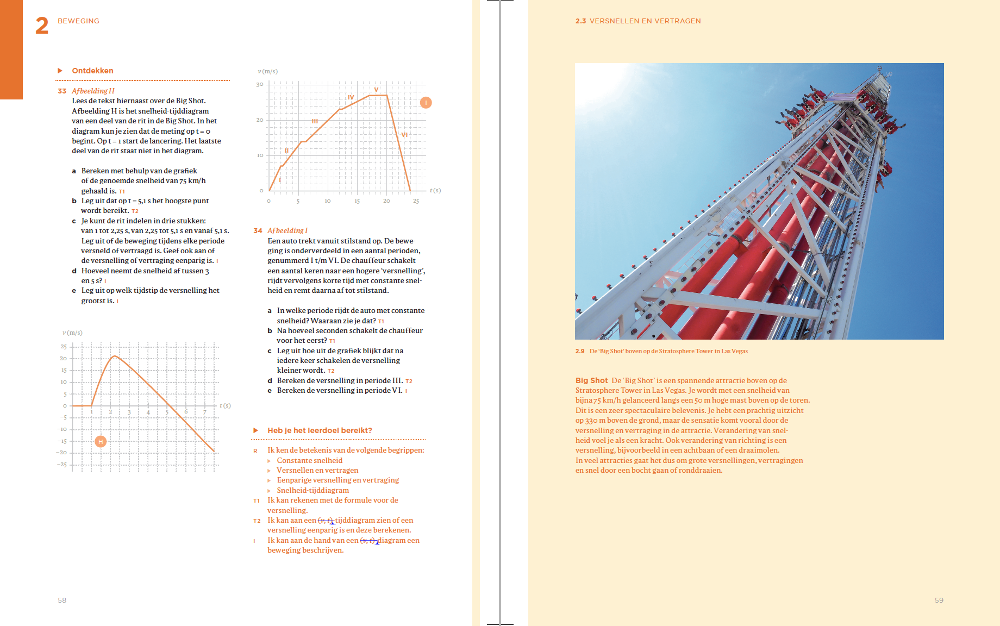 2 BEWEGING
Ontdekken
33 Afbeelding H
Lees de tekst hiernaast over de Big Shot.
Afbeelding H is het snelheid-tijddiagram
van een deel van de rit in de Big Shot. In het
diagram kun je zien dat de meting op t = 0
begint. Op t = 1 start de lancering. Het laatste
deel van de rit staat niet in het diagram.
a Bereken met behulp van de grafiek
of de genoemde snelheid van 75 km/h
gehaald is. T1
b Leg uit dat op t = 5,1 s het hoogste punt
wordt bereikt. T2
c Je kunt de rit indelen in drie stukken:
van 1 tot 2,25 s, van 2,25 tot 5,1 s en vanaf 5,1 s.
Leg uit of de beweging tijdens elke periode
versneld of vertraagd is. Geef ook aan of
de versnelling of vertraging eenparig is. I
d Hoeveel neemt de snelheid af tussen 3
en 5 s? I
e Leg uit op welk tijdstip de versnelling het
grootst is. I
v (m/s)
25
20
15
10
5
0
−5
−10
−15
−20
−25
1 2 3 4 5 6 7
t (s)
H
v (m/s)
30
20
10
0
0 5 10 15 20 25
t (s)
I
II
III
IV
V
VI
I
34 Afbeelding I
Een auto trekt vanuit stilstand op. De bewe-
ging is onderverdeeld in een aantal perioden,
genummerd I t/m VI. De chauffeur schakelt
een aantal keren naar een hogere ‘versnelling’,
rijdt vervolgens korte tijd met constante snel-
heid en remt daarna af tot stilstand.
a In welke periode rijdt de auto met constante
snelheid? Waaraan zie je dat? T1
b Na hoeveel seconden schakelt de chauffeur
voor het eerst? T1
c Leg uit hoe uit de grafiek blijkt dat na
iedere keer schakelen de versnelling
kleiner wordt. T2
d Bereken de versnelling in periode III. T2
e Bereken de versnelling in periode VI. I
Heb je het leerdoel bereikt?
R Ik ken de betekenis van de volgende begrippen:
Constante snelheid
Versnellen en vertragen
Eenparige versnelling en vertraging
Snelheid-tijddiagram
T1 Ik kan rekenen met de formule voor de
versnelling.
T2 Ik kan aan een (v, t) tijddiagram zien of een
versnelling eenparig is en deze berekenen.
I Ik kan aan de hand van een (v, t) diagram een
beweging beschrijven.
58
2.3 VERSNELLEN EN VERTRAGEN
2.9 De ‘Big Shot’ boven op de Stratosphere Tower in Las Vegas
Big Shot De ‘Big Shot’ is een spannende attractie boven op de
Stratosphere Tower in Las Vegas. Je wordt met een snelheid van
bijna 75 km/h gelanceerd langs een 50 m hoge mast boven op de toren.
Dit is een zeer spectaculaire belevenis. Je hebt een prachtig uitzicht
op 330 m boven de grond, maar de sensatie komt vooral door de
versnelling en vertraging in de attractie. Verandering van snel-
heid voel je als een kracht. Ook verandering van richting is een
versnelling, bijvoorbeeld in een achtbaan of een draaimolen.
In veel attracties gaat het dus om grote versnellingen, vertragingen
en snel door een bocht gaan of ronddraaien.
59